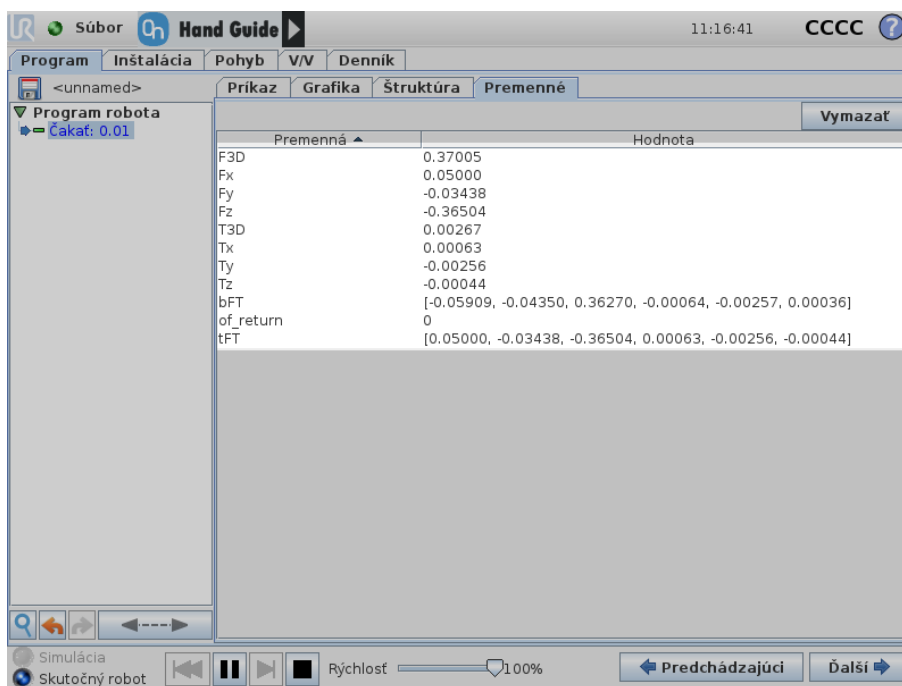 Súbor On Hand Guide 11:16:41 CCCC ?
Program Inštalácia Pohyb V/V Denník
<unnamed> Príkaz Grafika Štruktúra Premenné
Program robota Vymazať
Čakať: 0.01
Premenná Hodnota
F3D 0.37005
Fx 0.05000
Fy -0.03438
Fz -0.36504
T3D 0.00267
Tx 0.00063
Ty -0.00256
Tz -0.00044
bFT [-0.05909, -0.04350, 0.36270, -0.00064, -0.00257, 0.00036]
of_return 0
tFT [0.05000, -0.03438, -0.36504, 0.00063, -0.00256, -0.00044]
Simulácia
Skutočný robot Rýchlosť 100% Predchádzajúci Ďalší